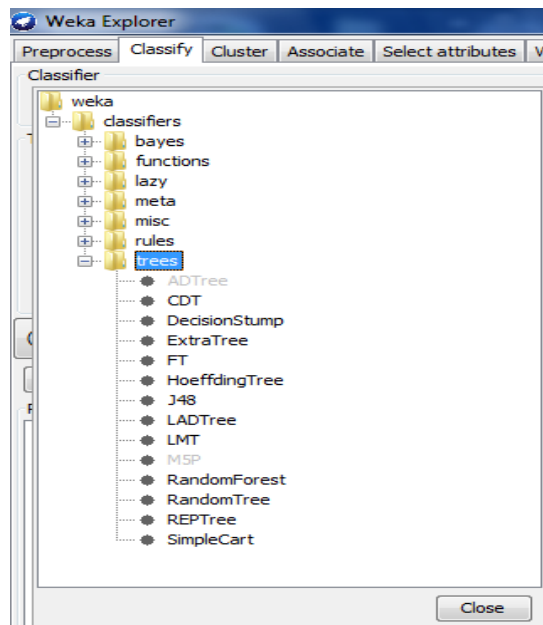 Weka Explorer
Preprocess Classify Cluster Associate Select attributes
Classifier
weka
classifiers
bayes
functions
lazy
meta
misc
rules
trees
ADTree
CDT
DecisionStump
ExtraTree
FT
HoeffdingTree
J48
LADTree
LMT
M5P
RandomForest
RandomTree
REPTree
SimpleCart
Close